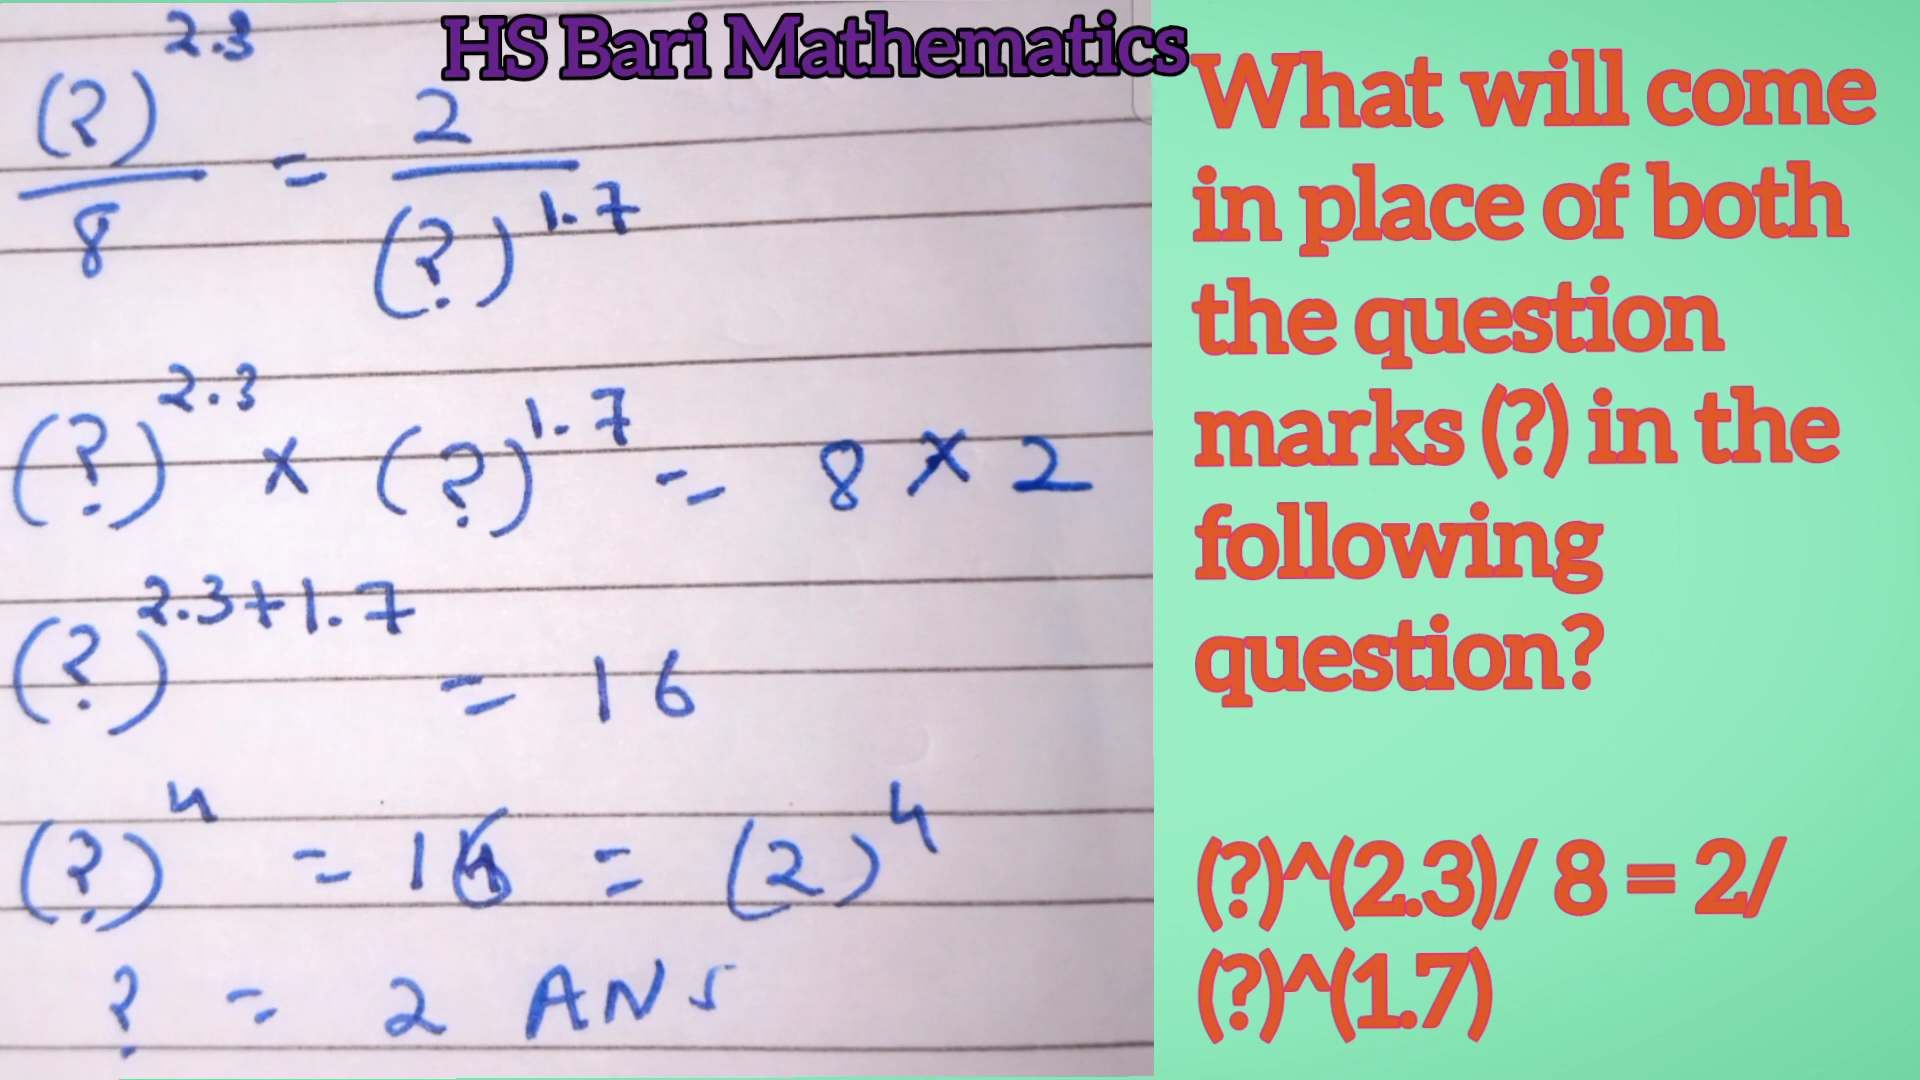 HS Bari Mathematics
(?)^2.3 / 8 = 2 / (?)^1.7
(?)^2.3 × (?)^1.7 = 8 × 2
(?)^2.3+1.7 = 16
(?)^4 = 16 = (2)^4
? = 2 ANS
What will come
in place of both
the question
marks (?) in the
following
question?
(?)^(2.3)/ 8 = 2/
(?)^(1.7)